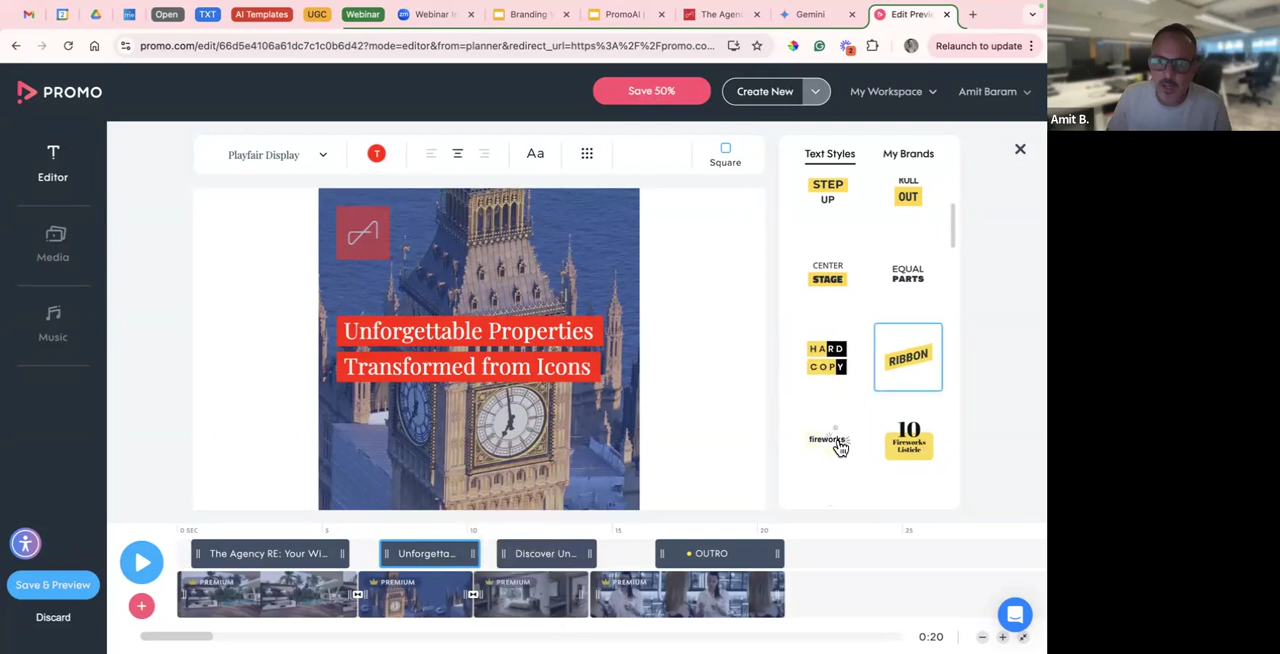 Open
TXT
AI Templates
UGC
Webinar
Webinar
Branding
PromoAI
The Agen
Gemini
Edit Previ
promo.com/edit/66d5e4106a61dc7c1c0b6d42?mode=editor&from=planner&redirect_url=https%3A%2F%2Fpromo.co...
2
Relaunch to update
Amit B.
PROMO
Save 50%
Create New
My Workspace
Amit Baram
Editor
Media
Music
Playfair Display
T
Aa
Square
Text Styles
My Brands
STEP
UP
ROLL
OUT
CENTER
STAGE
EQUAL
PARTS
HARD
COPY
RIBBON
fireworks
10
Fireworks
Listicle
Unforgettable Properties
Transformed from Icons
0 SEC
5
10
15
20
25
The Agency RE: Your Wi...
Unforgetta...
Discover Un...
OUTRO
PREMIUM
PREMIUM
PREMIUM
PREMIUM
Save & Preview
Discard
0:20